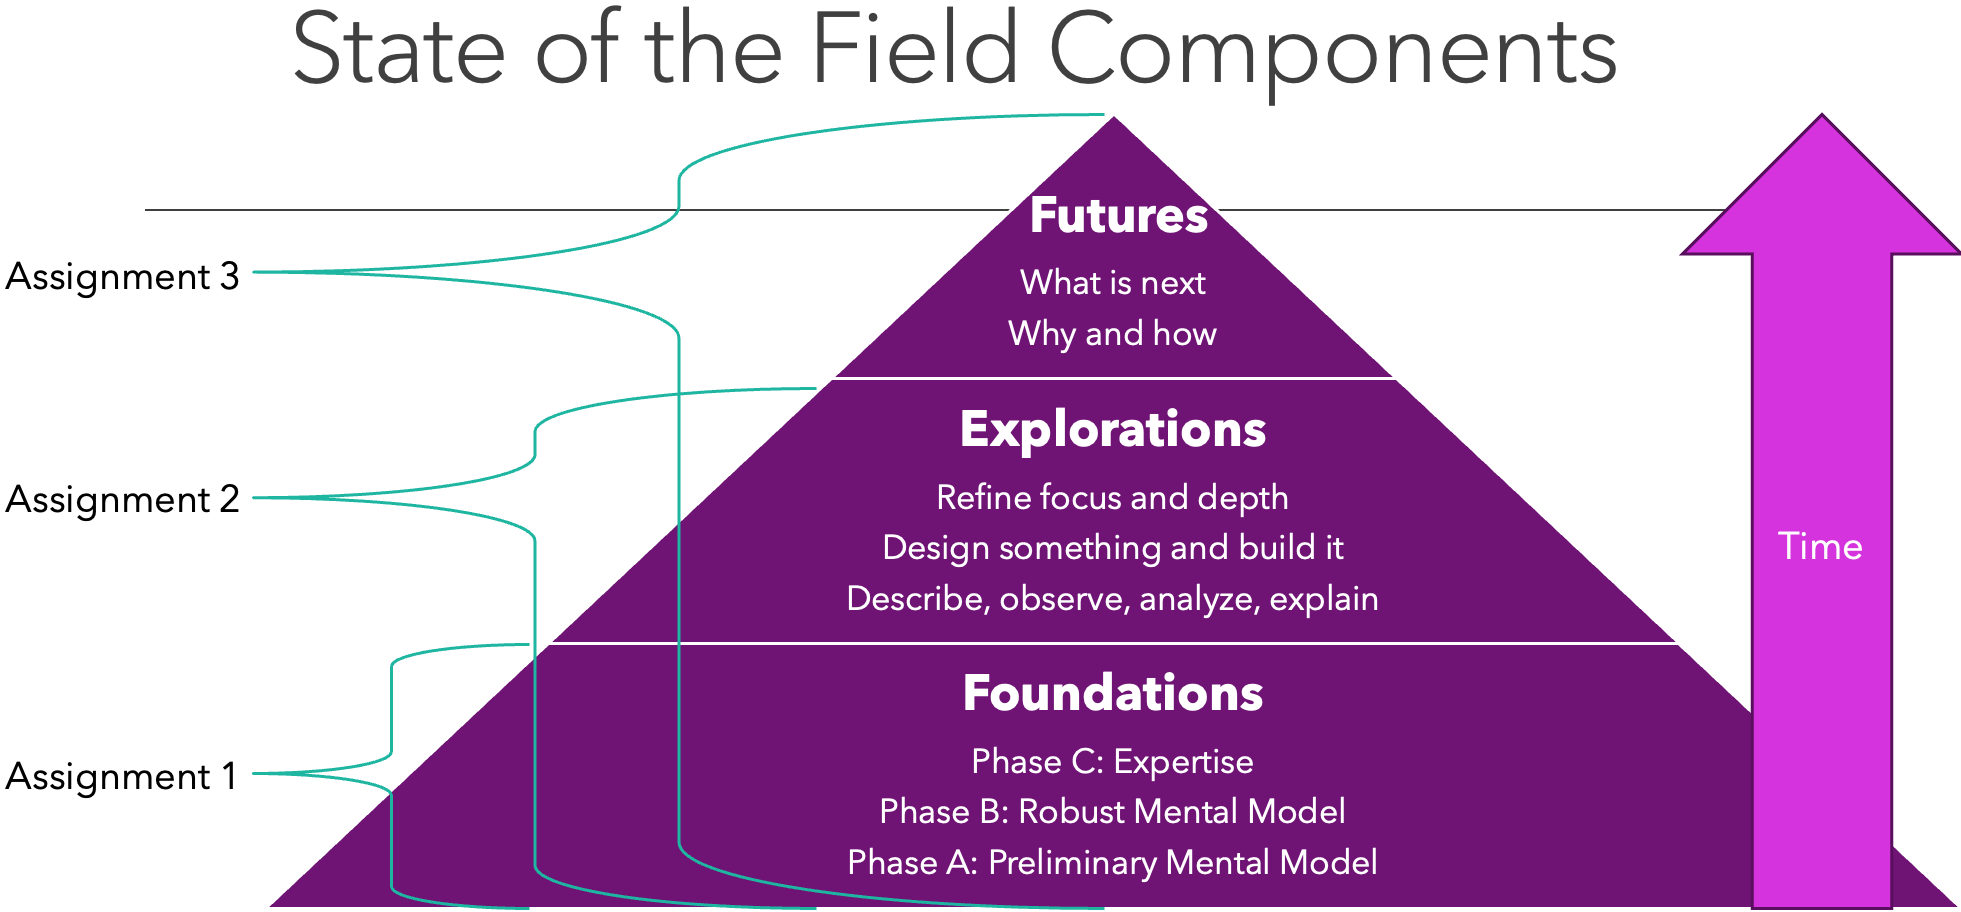 State of the Field Components
Assignment 3
Futures
What is next
Why and how
Assignment 2
Explorations
Refine focus and depth
Design something and build it
Describe, observe, analyze, explain
Assignment 1
Foundations
Phase C: Expertise
Phase B: Robust Mental Model
Phase A: Preliminary Mental Model
Time